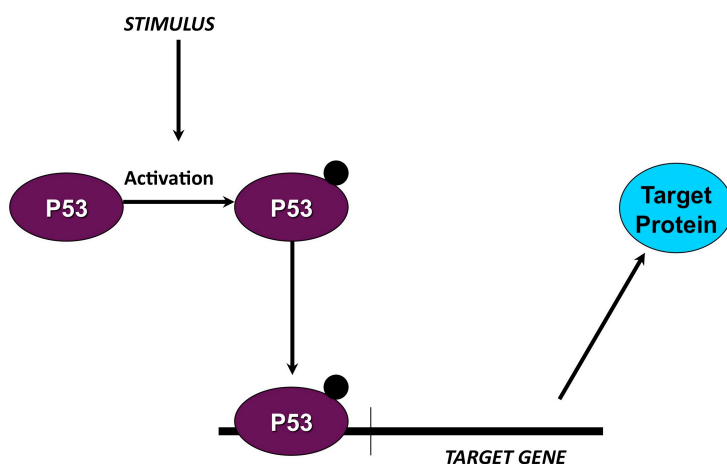 STIMULUS
Activation
P53
P53
Target
Protein
P53
TARGET GENE